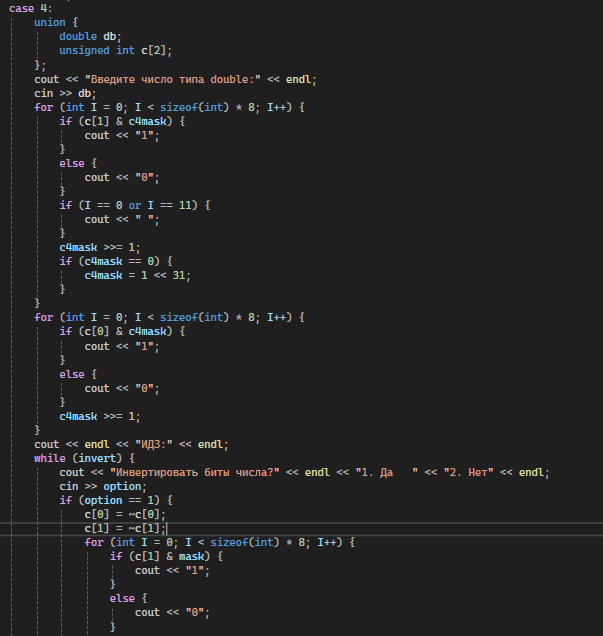 case 4:
union {
double db;
unsigned int c[2];
};
cout << "Введите число типа double:" << endl;
cin >> db;
for (int I = 0; I < sizeof(int) * 8; I++) {
if (c[1] & c4mask) {
cout << "1";
}
else {
cout << "0";
}
if (I == 0 or I == 11) {
cout << " ";
}
c4mask >>= 1;
if (c4mask == 0) {
c4mask = 1 << 31;
}
}
for (int I = 0; I < sizeof(int) * 8; I++) {
if (c[0] & c4mask) {
cout << "1";
}
else {
cout << "0";
}
c4mask >>= 1;
}
cout << endl << "ИДЗ:" << endl;
while (invert) {
cout << "Инвертировать биты числа?" << endl << "1. Да   " << "2. Нет" << endl;
cin >> option;
if (option == 1) {
c[0] = ~c[0];
c[1] = ~c[1];
for (int I = 0; I < sizeof(int) * 8; I++) {
if (c[1] & mask) {
cout << "1";
}
else {
cout << "0";
}